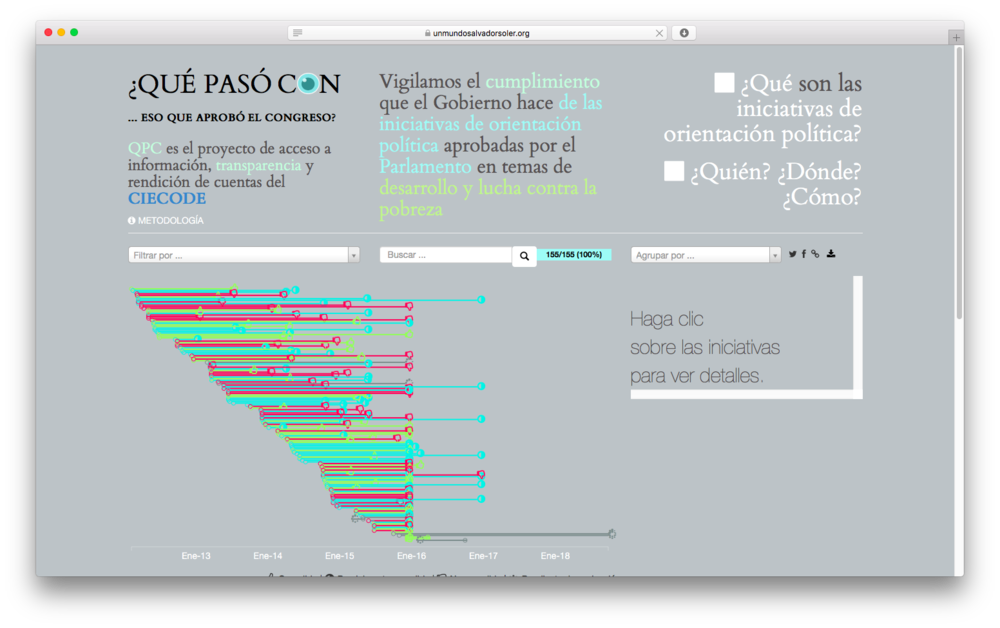 unmundosalvadorsoler.org
¿QUÉ PASÓ CON
... ESO QUE APROBÓ EL CONGRESO?
QPC es el proyecto de acceso a
información, transparencia y
rendición de cuentas del
CIECODE
METODOLOGÍA
Vigilamos el cumplimiento
que el Gobierno hace de las
iniciativas de orientación
política aprobadas por el
Parlamento en temas de
desarrollo y lucha contra la
pobreza
¿Qué son las
iniciativas de
orientación política?
¿Quién? ¿Dónde?
¿Cómo?
Filtrar por ...
Buscar ...
155/155 (100%)
Agrupar por ...
Haga clic
sobre las iniciativas
para ver detalles.
Ene-13 Ene-14 Ene-15 Ene-16 Ene-17 Ene-18